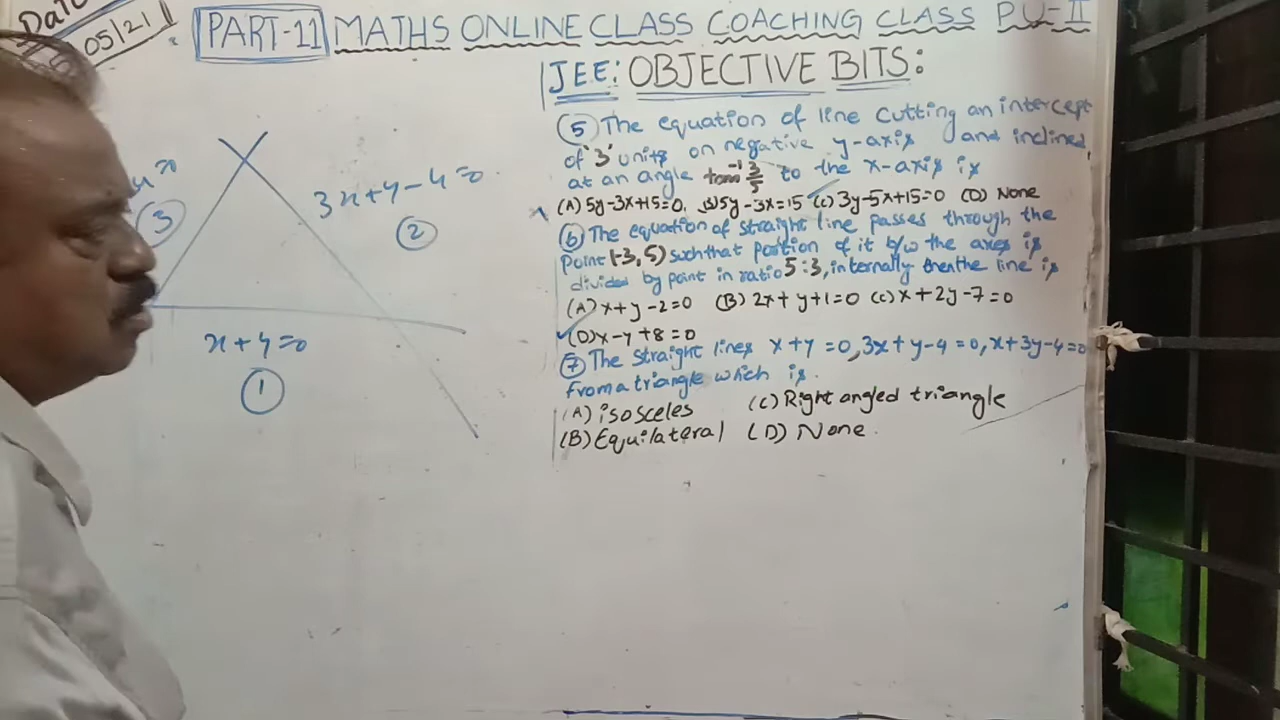 Date
05/21
PART-11 MATHS ONLINE CLASS COACHING CLASS P.U-II
JEE: OBJECTIVE BITS:
(5) The equation of line cutting an intercept
of '3' units on negative y-axis and inclined
at an angle tan⁻¹ 3/5 to the x-axis is
(A) 5y-3x+15=0. (B) 5y-3x=15 (C) 3y-5x+15=0 (D) None
(6) The equation of straight line passes through the
Point (-3, 5) such that portion of it b/w the axes is
divided by point in ratio 5:3, internally then the line is
(A) x+y-2=0 (B) 2x+y+1=0 (C) x+2y-7=0
(D) x-y+8=0
(7) The straight lines x+y=0, 3x+y-4=0, x+3y-4=0
from a triangle which is.
(A) isosceles (C) Right angled triangle
(B) Equilateral (D) None.
3x+y-4=0
(3)
(2)
x+y=0
(1)